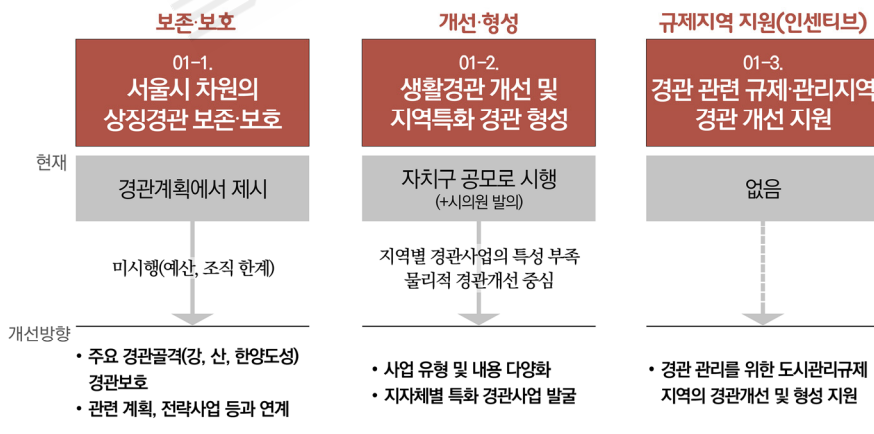 보존·보호
01-1.
서울시 차원의
상징경관 보존·보호
개선·형성
01-2.
생활경관 개선 및
지역특화 경관 형성
규제지역 지원(인센티브)
01-3.
경관 관련 규제·관리지역
경관 개선 지원
현재
경관계획에서 제시
자치구 공모로 시행
(+시의원 발의)
없음
미시행(예산, 조직 한계)
지역별 경관사업의 특성 부족
물리적 경관개선 중심
개선방향
• 주요 경관골격(강, 산, 한양도성)
경관보호
• 관련 계획, 전략사업 등과 연계
• 사업 유형 및 내용 다양화
• 지자체별 특화 경관사업 발굴
• 경관 관리를 위한 도시관리규제
지역의 경관개선 및 형성 지원